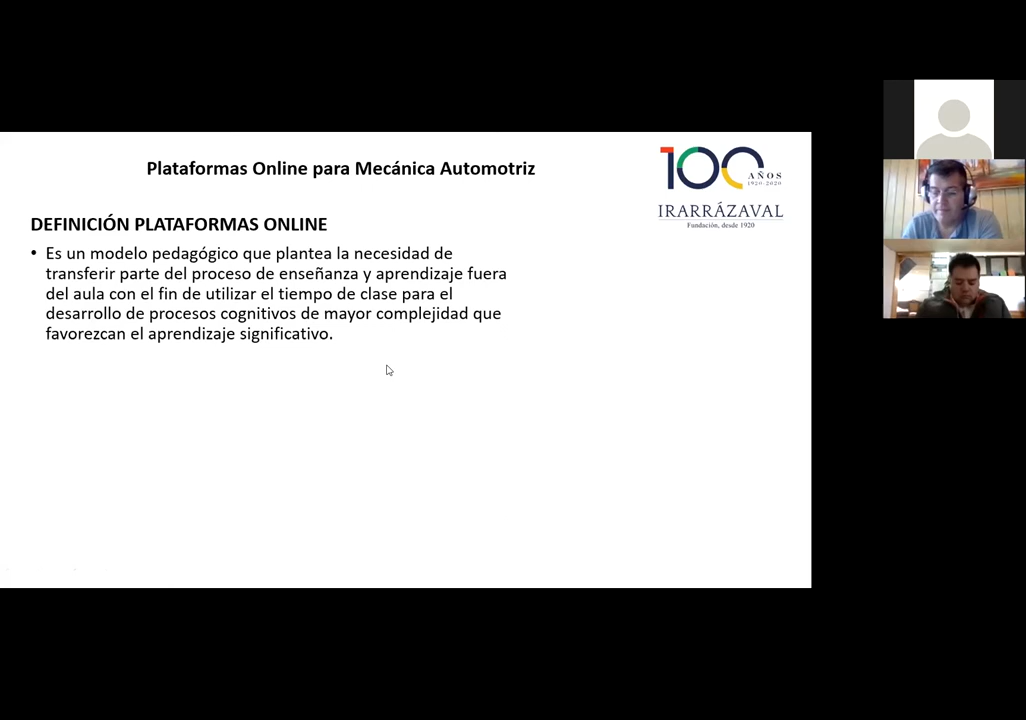 Plataformas Online para Mecánica Automotriz
100
AÑOS
1920-2020
IRARRÁZAVAL
Fundación, desde 1920
DEFINICIÓN PLATAFORMAS ONLINE
• Es un modelo pedagógico que plantea la necesidad de
transferir parte del proceso de enseñanza y aprendizaje fuera
del aula con el fin de utilizar el tiempo de clase para el
desarrollo de procesos cognitivos de mayor complejidad que
favorezcan el aprendizaje significativo.